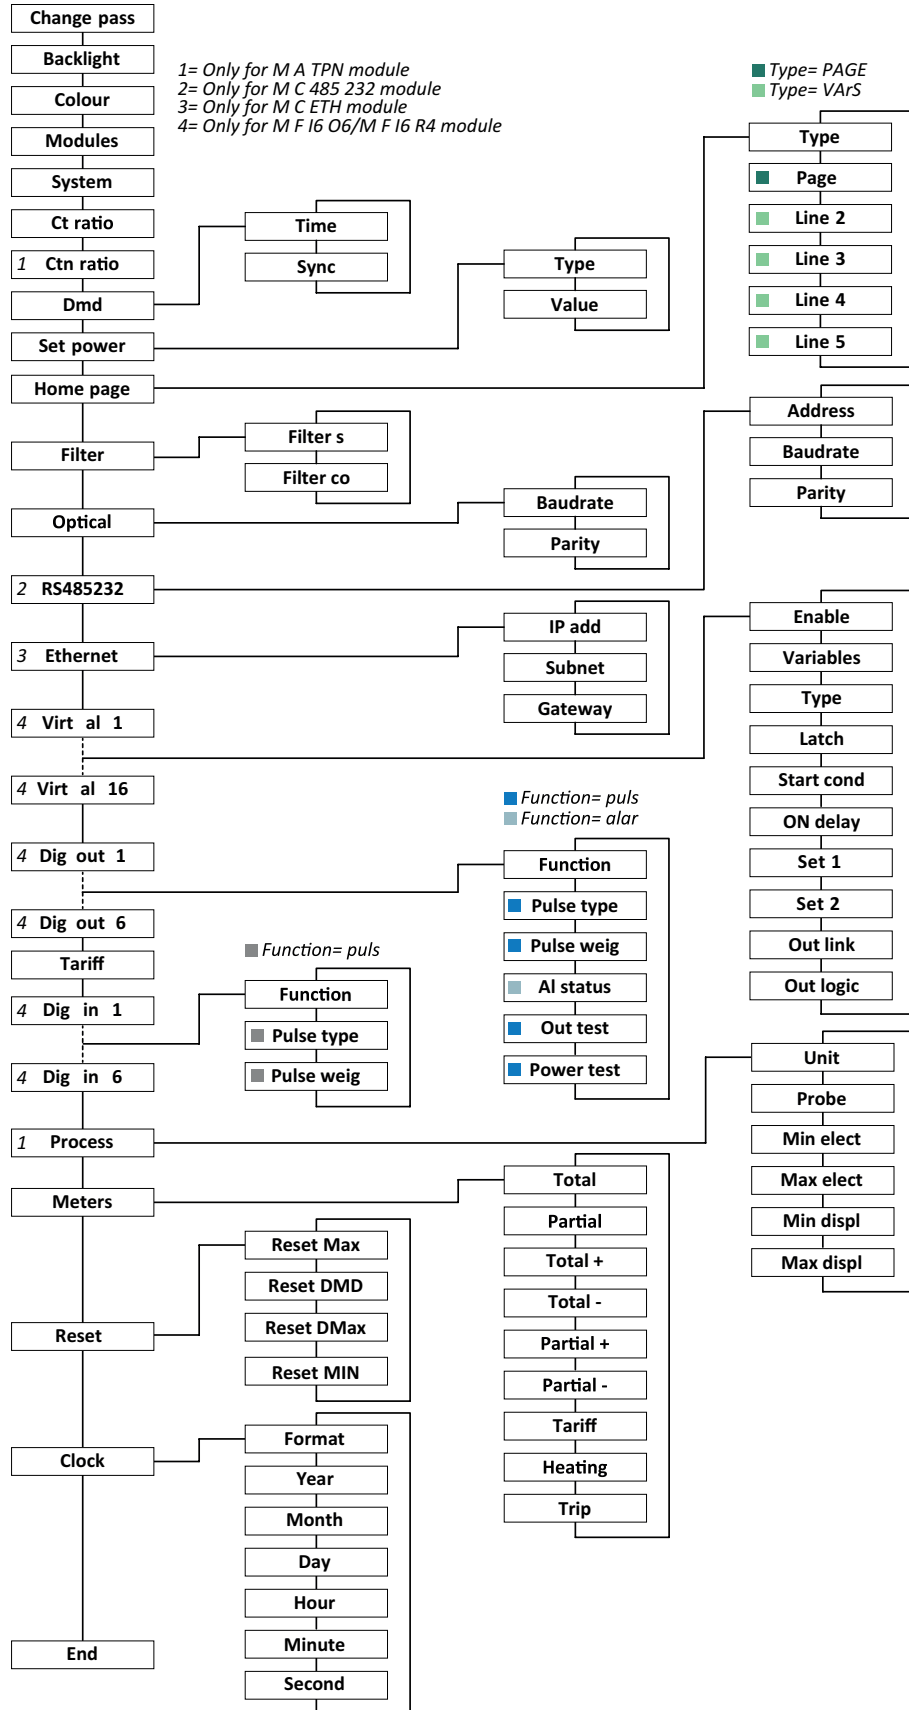 Change pass
Backlight
Colour
Modules
System
Ct ratio
1 Ctn ratio
Dmd
Set power
Home page
Filter
Optical
2 RS485232
3 Ethernet
4 Virt al 1
4 Virt al 16
4 Dig out 1
4 Dig out 6
Tariff
4 Dig in 1
4 Dig in 6
1 Process
Meters
Reset
Clock
End
1= Only for M A TPN module
2= Only for M C 485 232 module
3= Only for M C ETH module
4= Only for M F I6 O6/M F I6 R4 module
Time
Sync
Filter s
Filter co
Function= puls
Function
Pulse type
Pulse weig
Reset Max
Reset DMD
Reset DMax
Reset MIN
Format
Year
Month
Day
Hour
Minute
Second
Type
Value
Baudrate
Parity
IP add
Subnet
Gateway
Function= puls
Function= alar
Function
Pulse type
Pulse weig
Al status
Out test
Power test
Total
Partial
Total +
Total -
Partial +
Partial -
Tariff
Heating
Trip
Type= PAGE
Type= VArS
Type
Page
Line 2
Line 3
Line 4
Line 5
Address
Baudrate
Parity
Enable
Variables
Type
Latch
Start cond
ON delay
Set 1
Set 2
Out link
Out logic
Unit
Probe
Min elect
Max elect
Min displ
Max displ